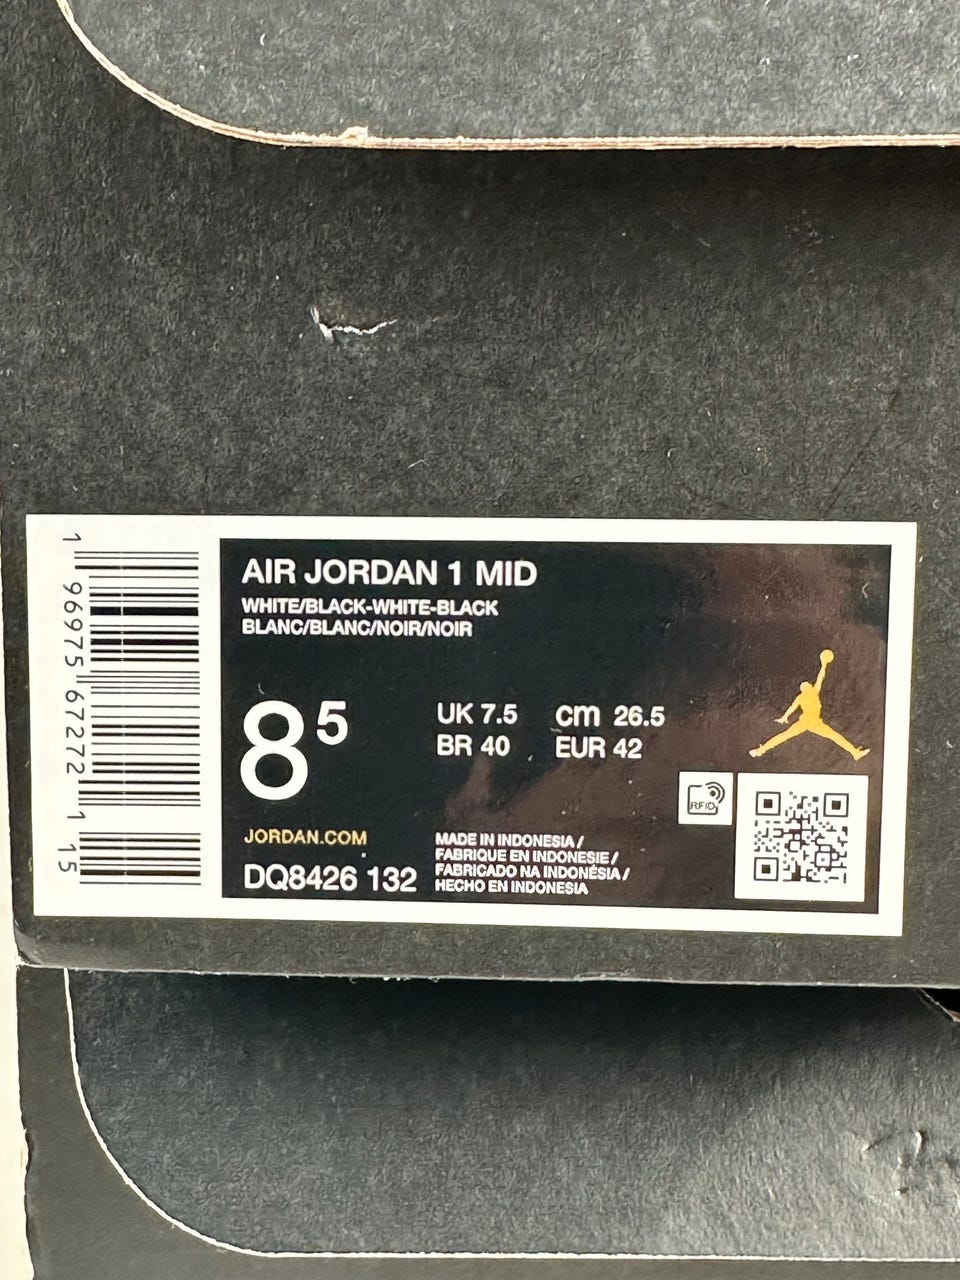 AIR JORDAN 1 MID
WHITE/BLACK-WHITE-BLACK
BLANC/BLANC/NOIR/NOIR
8 5
UK 7.5 cm 26.5
BR 40 EUR 42
RFID
JORDAN.COM
DQ8426 132
MADE IN INDONESIA /
FABRIQUE EN INDONESIE /
FABRICADO NA INDONÉSIA /
HECHO EN INDONESIA
1 96975 67272 1 15